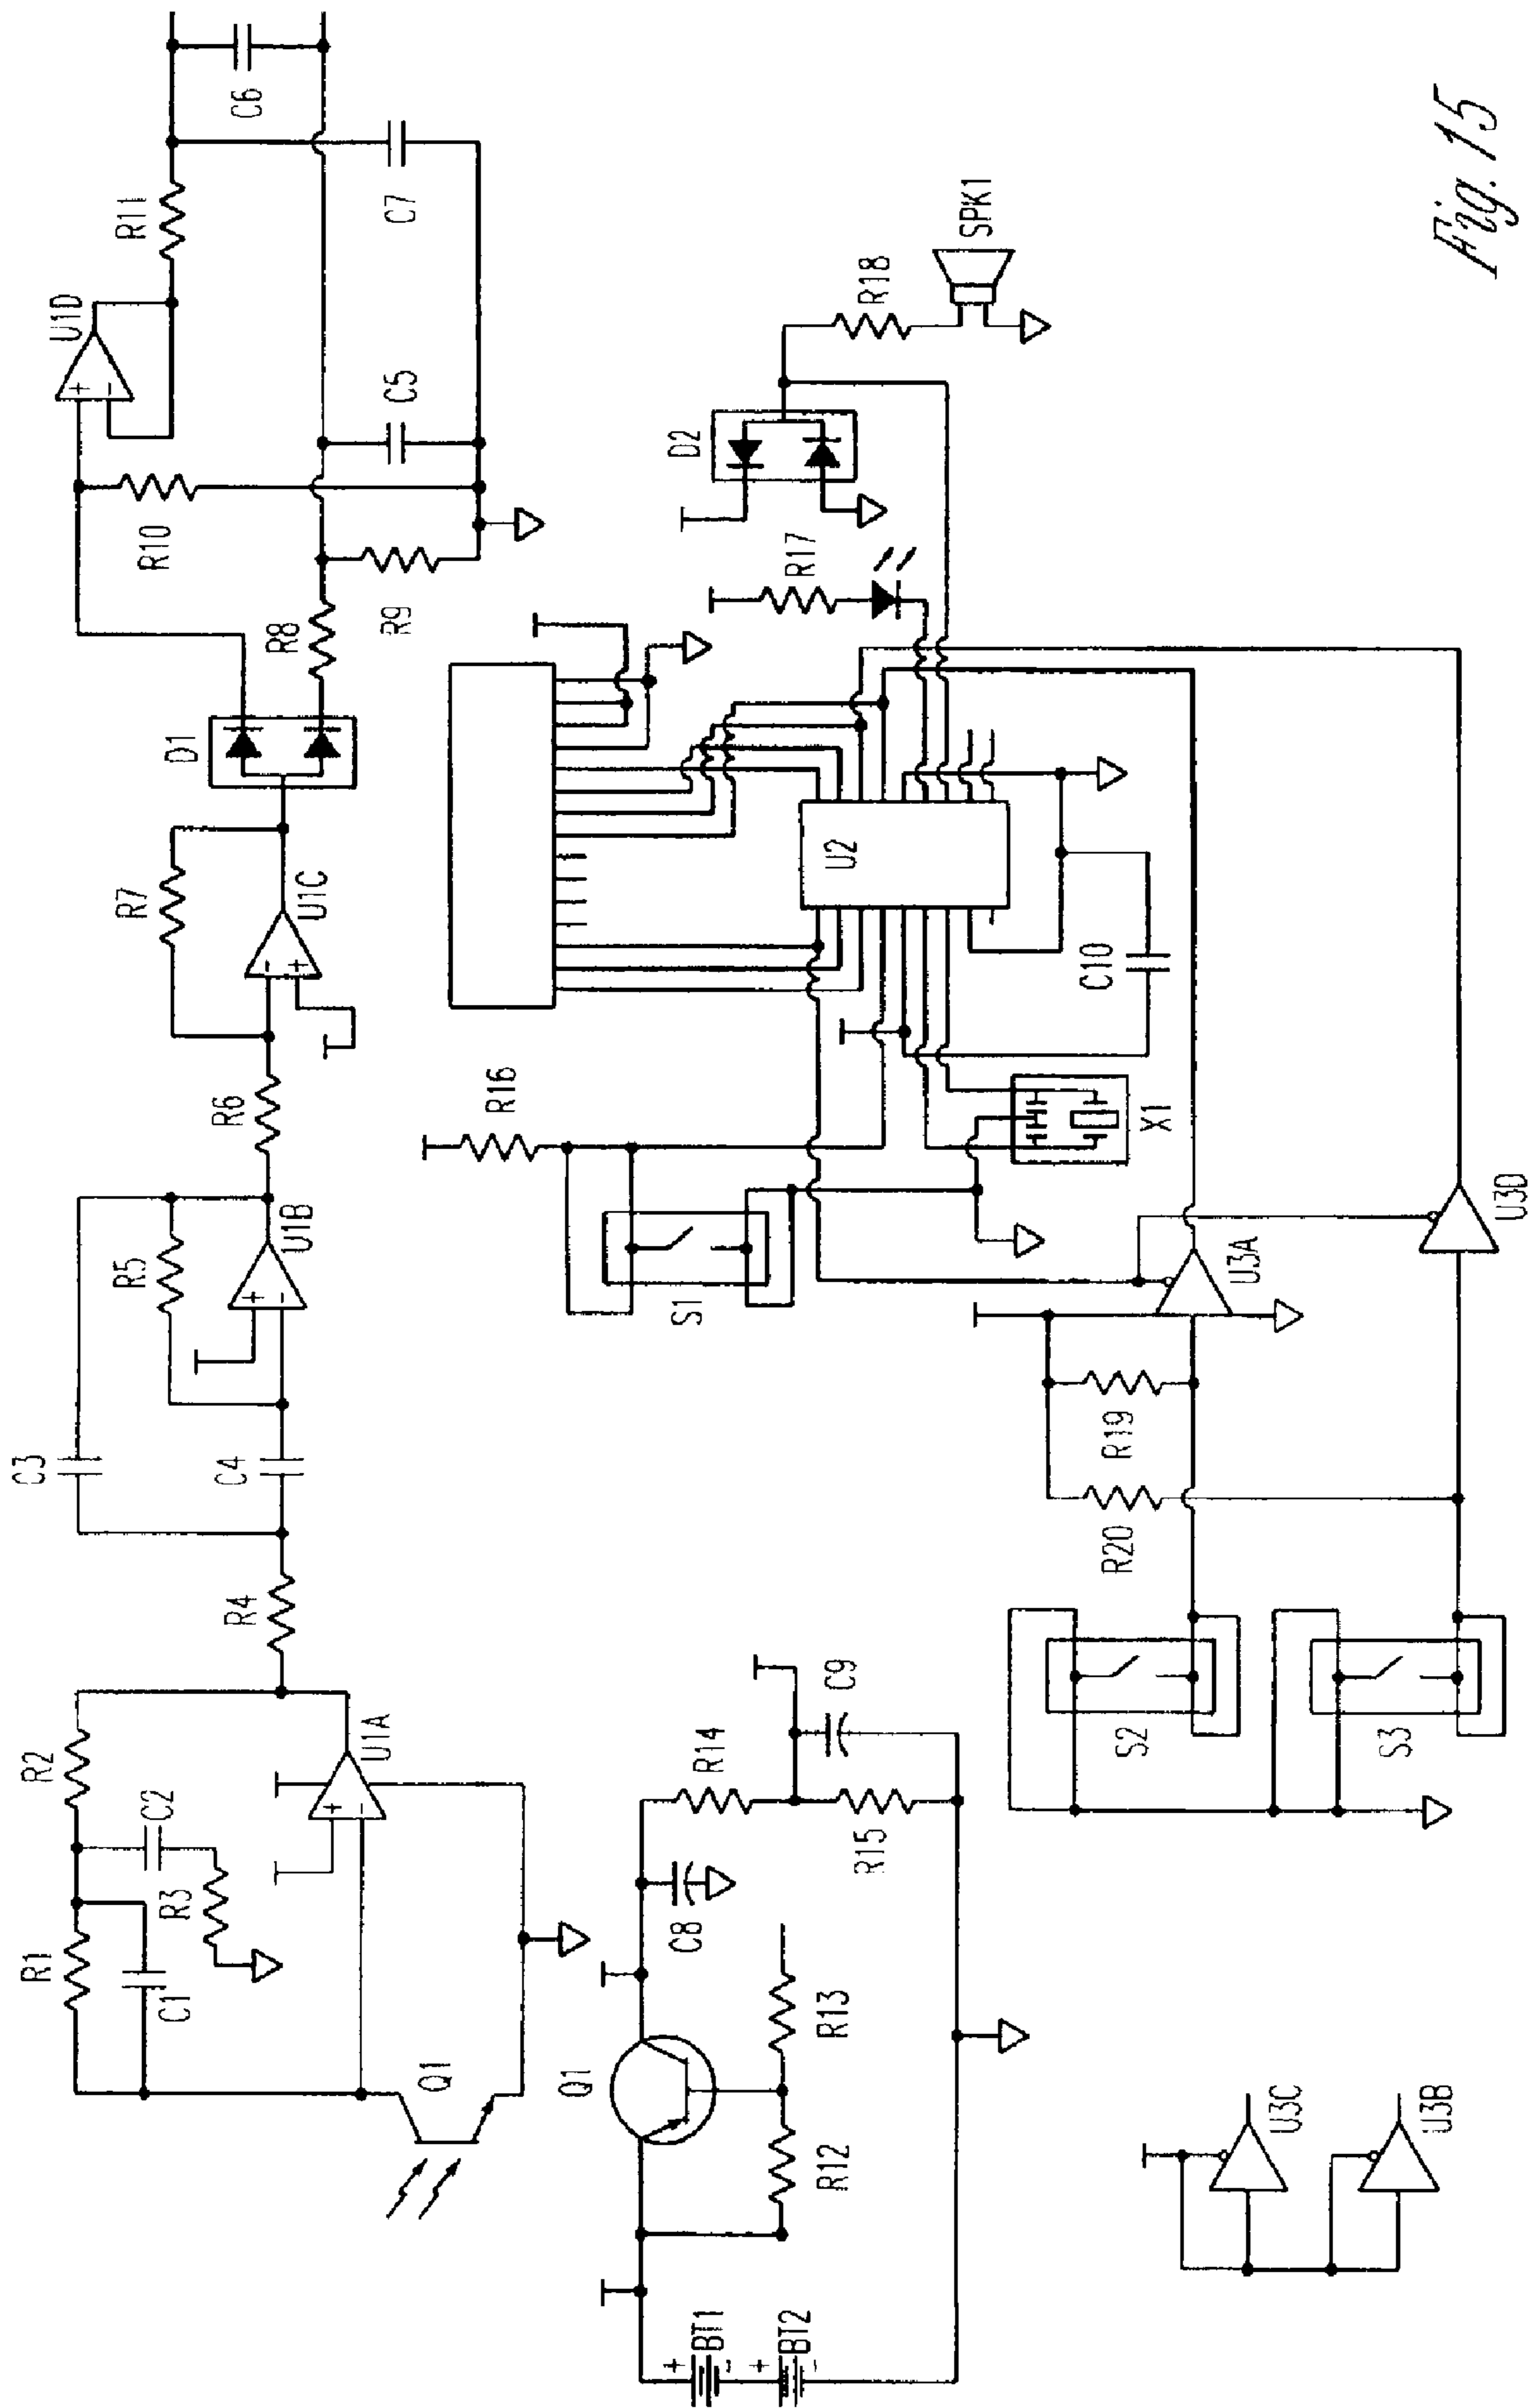 C3
C4
R5
U1B
R6
R7
U1C
D1
R8
R9
R10
U1D
R11
C5
C7
C6
R1
C1
R2
C2
R3
Q1
U1A
R4
R16
S1
U2
C10
X1
R17
D2
R18
SPK1
BT1
BT2
Q1
R12
R13
C8
R14
R15
C9
S2
S3
R20
R19
U3A
U3D
U3C
U3B
Fig. 15